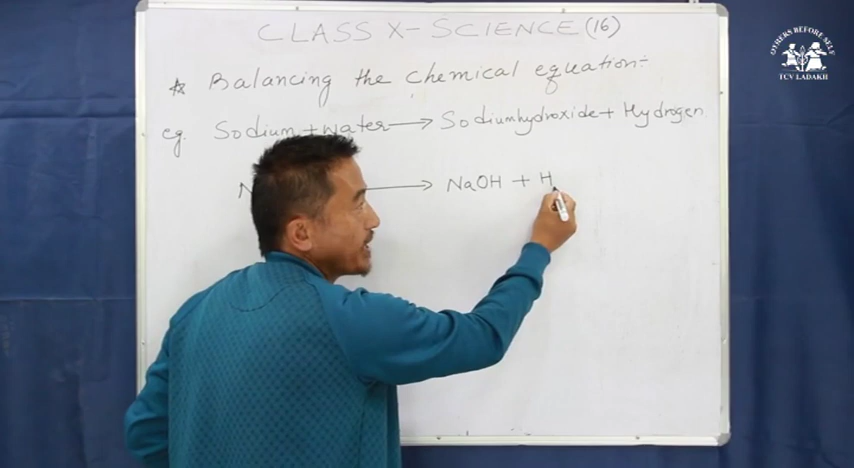 CLASS X - SCIENCE (16)
☆ Balancing the chemical equation:-
eg. Sodium + water → Sodiumhydroxide + Hydrogen.
N → NaOH + H
OTHERS BEFORE SELF
TCV LADAKH